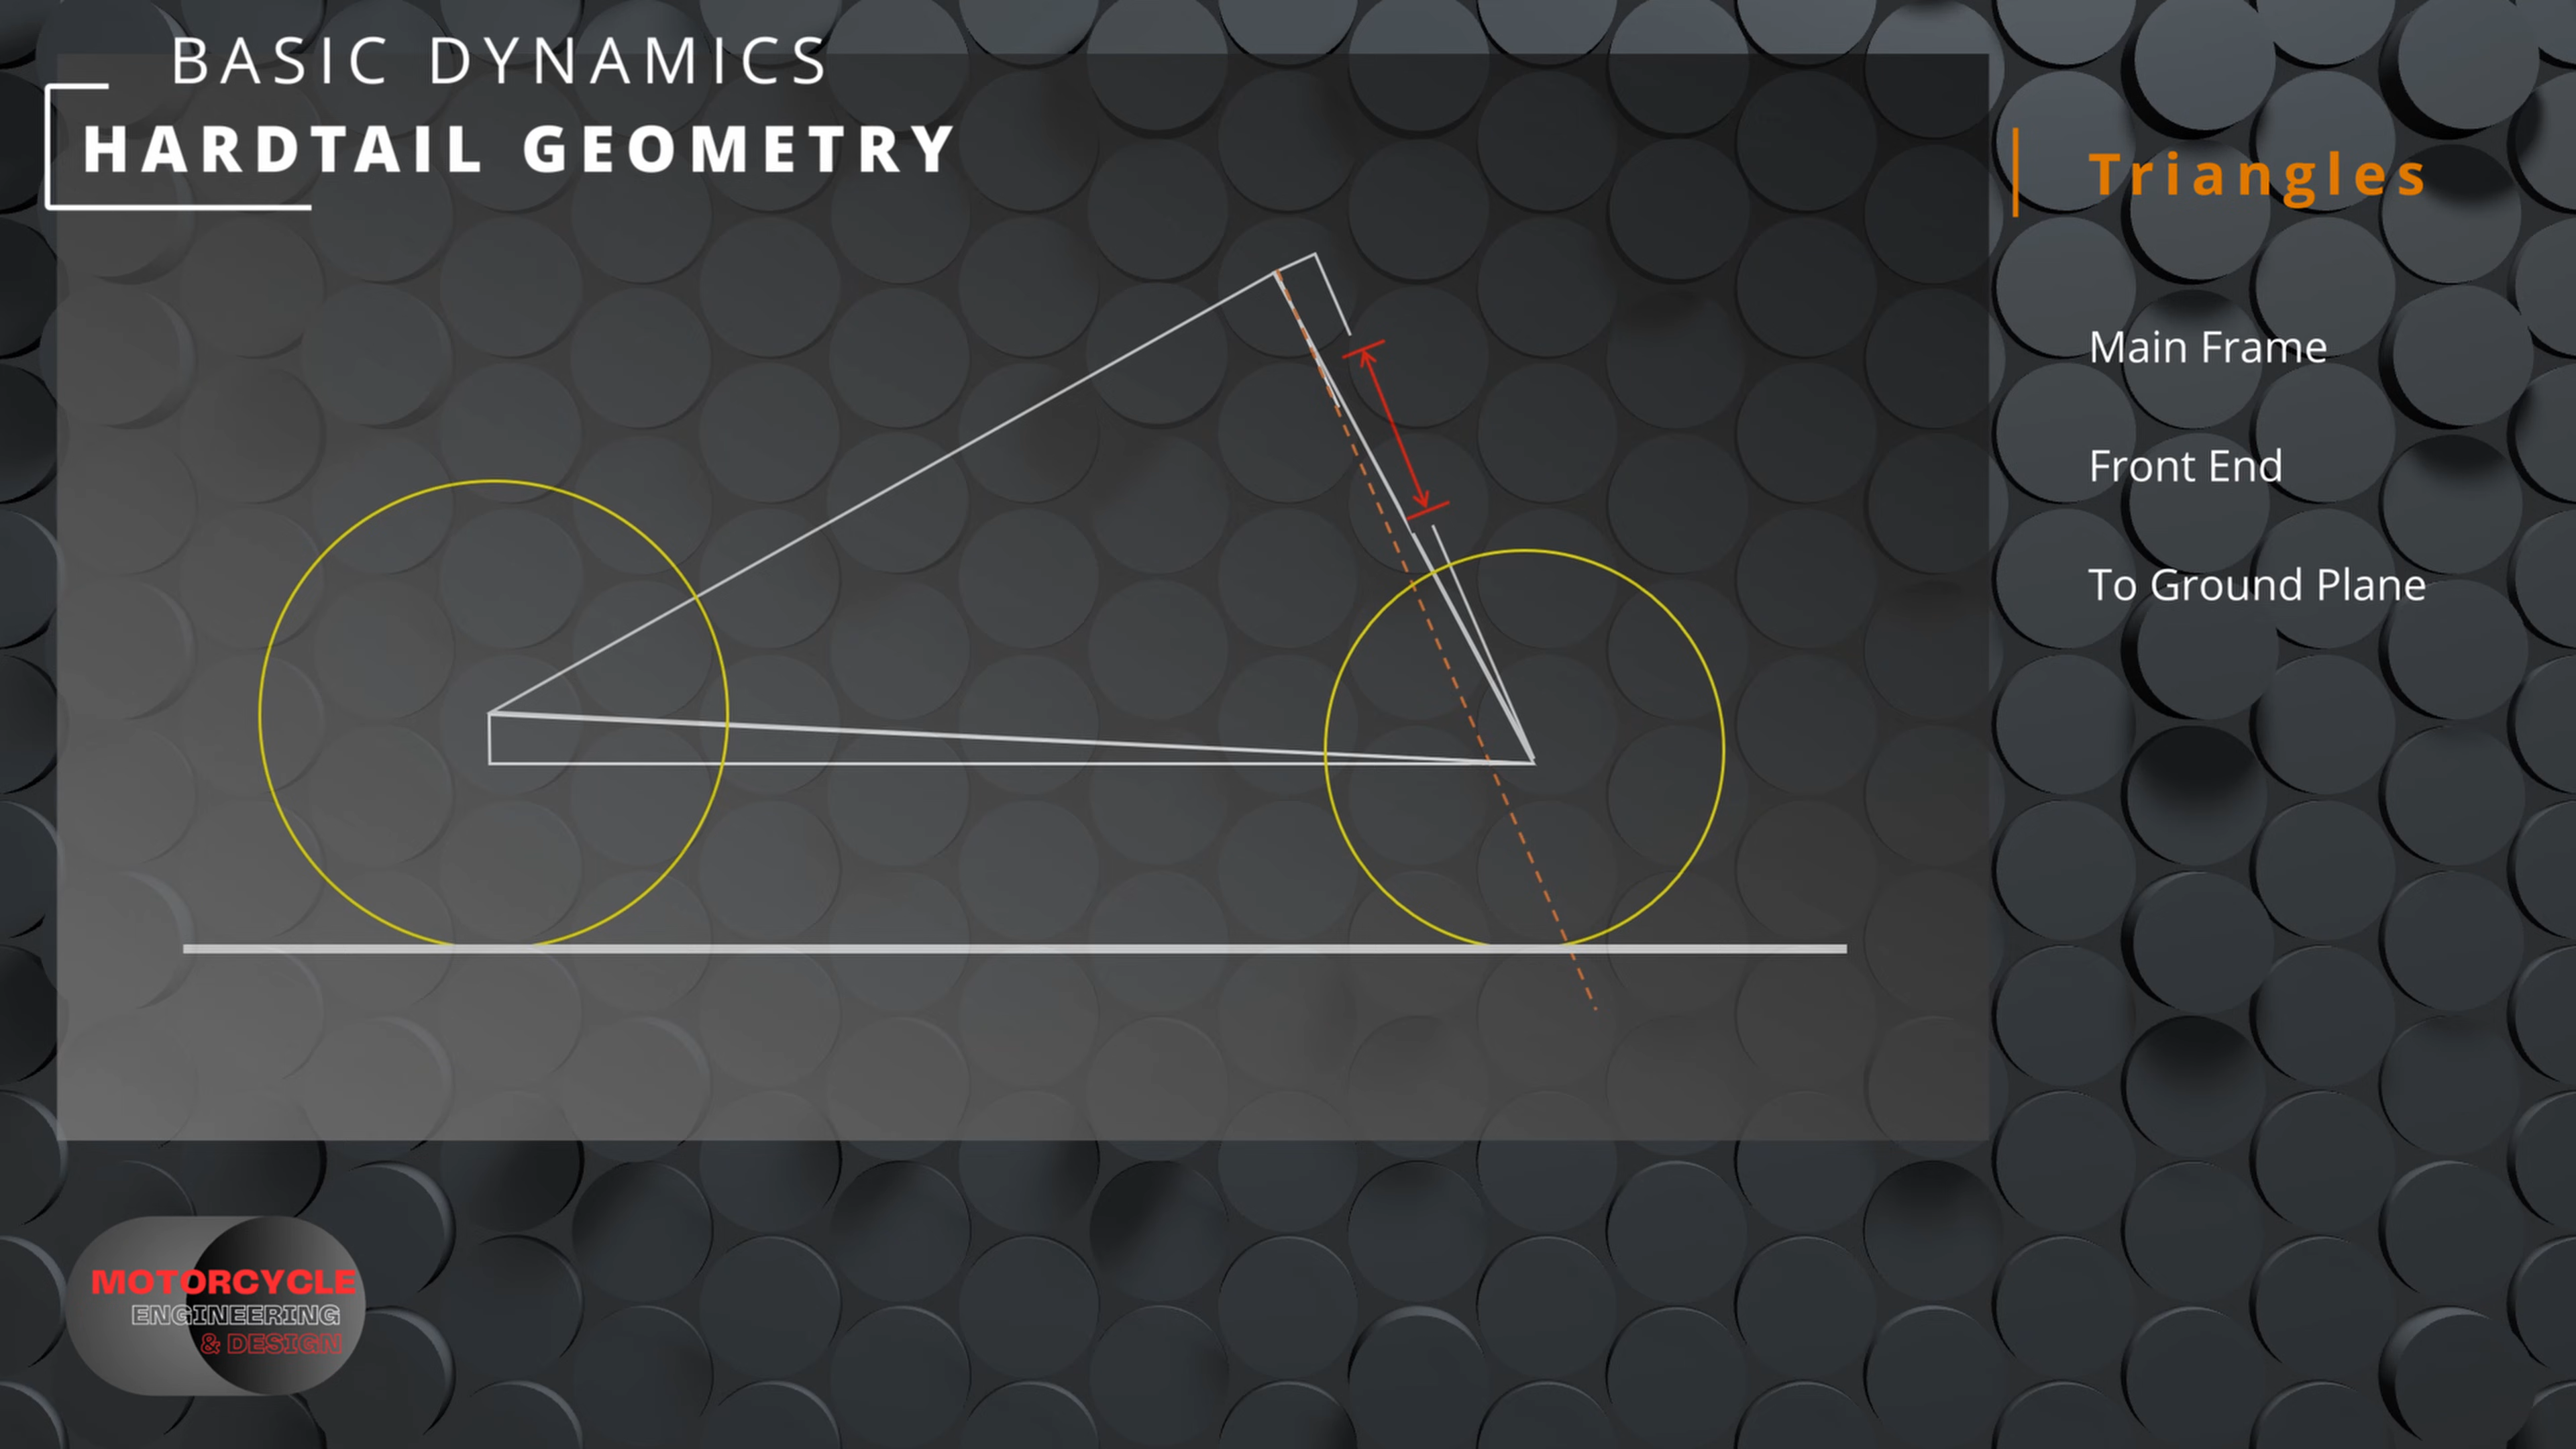 BASIC DYNAMICS
HARDTAIL GEOMETRY
Triangles
Main Frame
Front End
To Ground Plane
MOTORCYCLE
ENGINEERING
& DESIGN